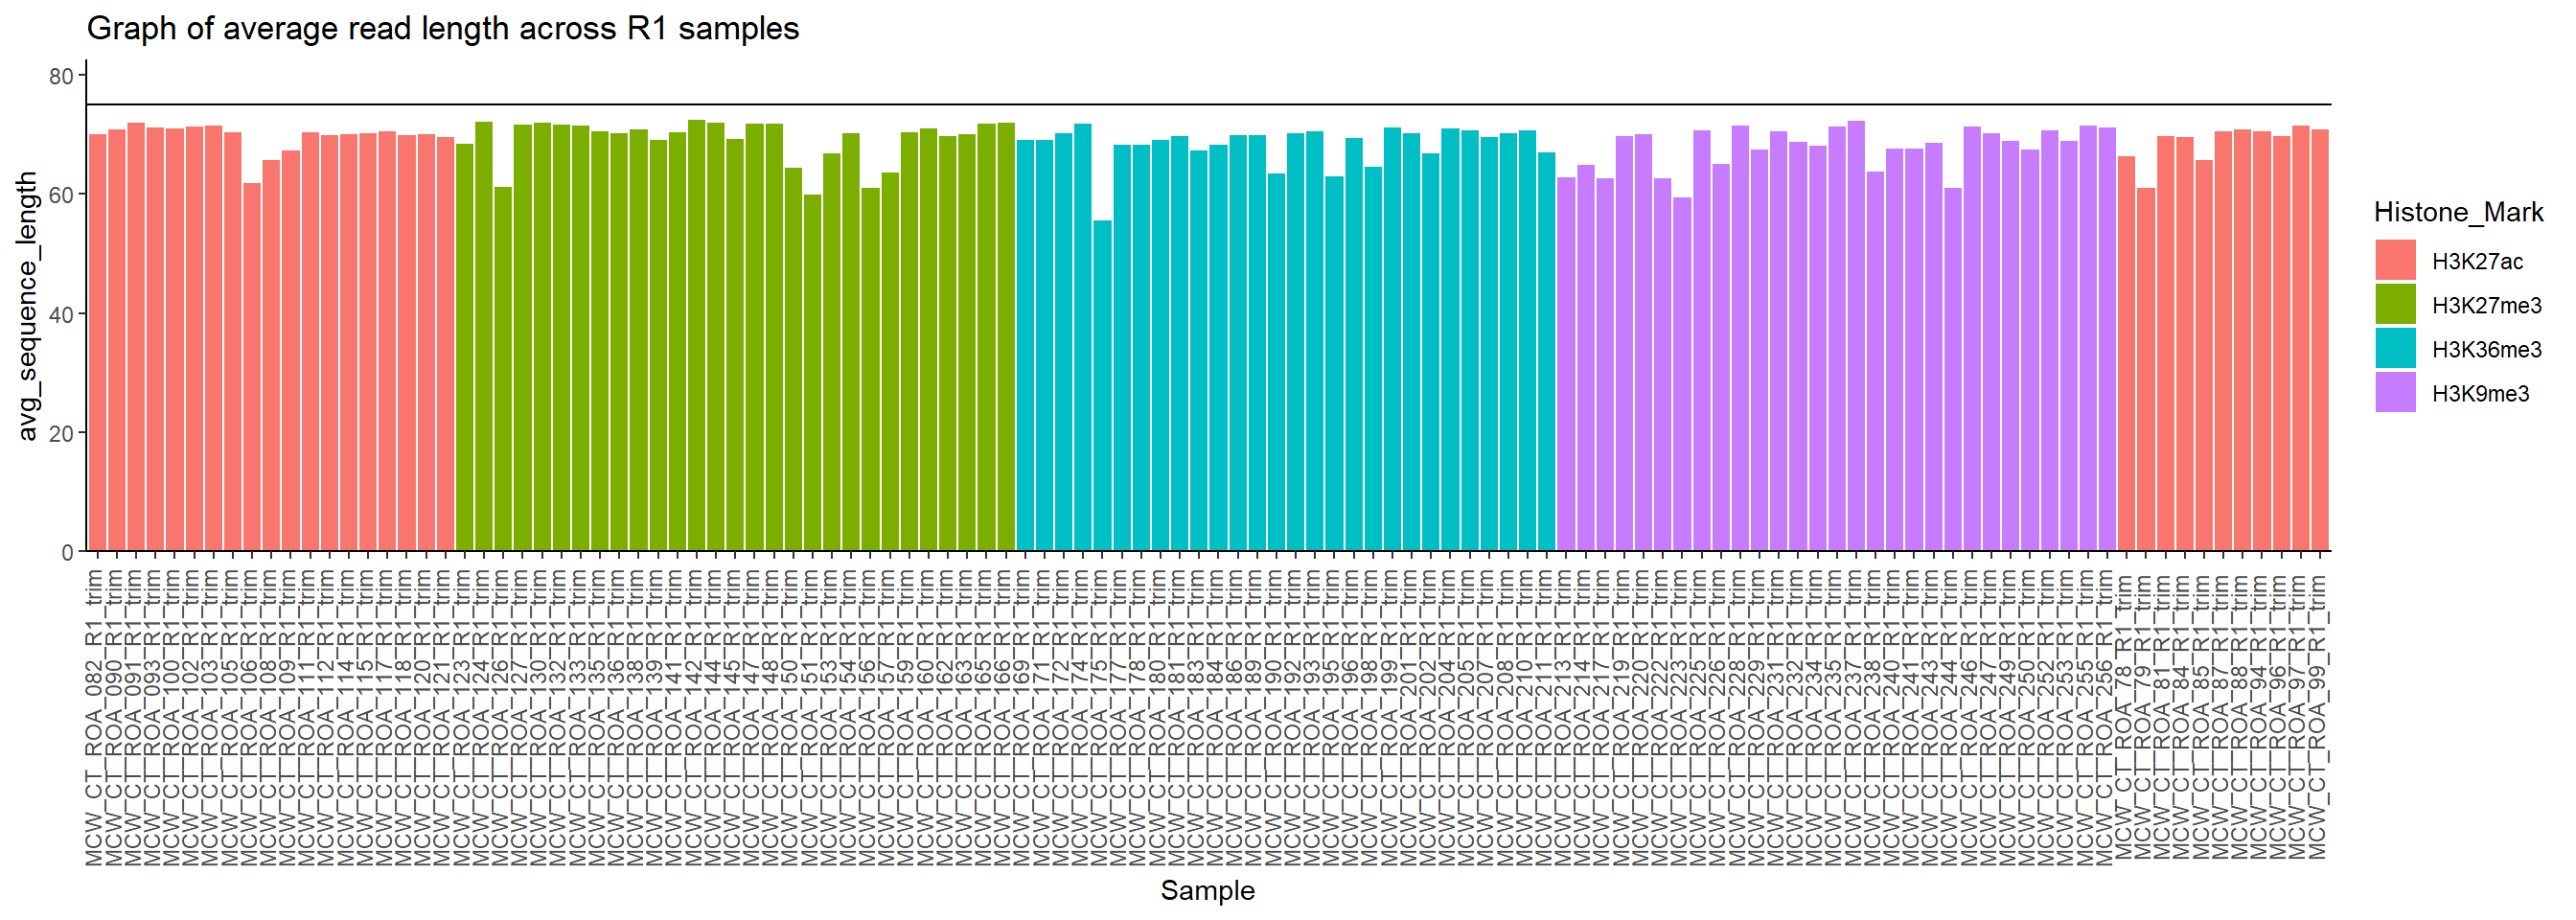 Graph of average read length across R1 samples
80
60
40
20
0
avg_sequence_length
MCW_CT_ROA_082_R1_trim
MCW_CT_ROA_090_R1_trim
MCW_CT_ROA_091_R1_trim
MCW_CT_ROA_093_R1_trim
MCW_CT_ROA_100_R1_trim
MCW_CT_ROA_102_R1_trim
MCW_CT_ROA_103_R1_trim
MCW_CT_ROA_105_R1_trim
MCW_CT_ROA_106_R1_trim
MCW_CT_ROA_108_R1_trim
MCW_CT_ROA_109_R1_trim
MCW_CT_ROA_111_R1_trim
MCW_CT_ROA_112_R1_trim
MCW_CT_ROA_114_R1_trim
MCW_CT_ROA_115_R1_trim
MCW_CT_ROA_117_R1_trim
MCW_CT_ROA_118_R1_trim
MCW_CT_ROA_120_R1_trim
MCW_CT_ROA_121_R1_trim
MCW_CT_ROA_123_R1_trim
MCW_CT_ROA_124_R1_trim
MCW_CT_ROA_126_R1_trim
MCW_CT_ROA_127_R1_trim
MCW_CT_ROA_130_R1_trim
MCW_CT_ROA_132_R1_trim
MCW_CT_ROA_133_R1_trim
MCW_CT_ROA_135_R1_trim
MCW_CT_ROA_136_R1_trim
MCW_CT_ROA_138_R1_trim
MCW_CT_ROA_139_R1_trim
MCW_CT_ROA_141_R1_trim
MCW_CT_ROA_142_R1_trim
MCW_CT_ROA_144_R1_trim
MCW_CT_ROA_145_R1_trim
MCW_CT_ROA_147_R1_trim
MCW_CT_ROA_148_R1_trim
MCW_CT_ROA_150_R1_trim
MCW_CT_ROA_151_R1_trim
MCW_CT_ROA_153_R1_trim
MCW_CT_ROA_154_R1_trim
MCW_CT_ROA_156_R1_trim
MCW_CT_ROA_157_R1_trim
MCW_CT_ROA_159_R1_trim
MCW_CT_ROA_160_R1_trim
MCW_CT_ROA_162_R1_trim
MCW_CT_ROA_163_R1_trim
MCW_CT_ROA_165_R1_trim
MCW_CT_ROA_166_R1_trim
MCW_CT_ROA_169_R1_trim
MCW_CT_ROA_171_R1_trim
MCW_CT_ROA_172_R1_trim
MCW_CT_ROA_174_R1_trim
MCW_CT_ROA_175_R1_trim
MCW_CT_ROA_177_R1_trim
MCW_CT_ROA_178_R1_trim
MCW_CT_ROA_180_R1_trim
MCW_CT_ROA_181_R1_trim
MCW_CT_ROA_183_R1_trim
MCW_CT_ROA_184_R1_trim
MCW_CT_ROA_186_R1_trim
MCW_CT_ROA_189_R1_trim
MCW_CT_ROA_190_R1_trim
MCW_CT_ROA_192_R1_trim
MCW_CT_ROA_193_R1_trim
MCW_CT_ROA_195_R1_trim
MCW_CT_ROA_196_R1_trim
MCW_CT_ROA_198_R1_trim
MCW_CT_ROA_199_R1_trim
MCW_CT_ROA_201_R1_trim
MCW_CT_ROA_202_R1_trim
MCW_CT_ROA_204_R1_trim
MCW_CT_ROA_205_R1_trim
MCW_CT_ROA_207_R1_trim
MCW_CT_ROA_208_R1_trim
MCW_CT_ROA_210_R1_trim
MCW_CT_ROA_211_R1_trim
MCW_CT_ROA_213_R1_trim
MCW_CT_ROA_214_R1_trim
MCW_CT_ROA_217_R1_trim
MCW_CT_ROA_219_R1_trim
MCW_CT_ROA_220_R1_trim
MCW_CT_ROA_222_R1_trim
MCW_CT_ROA_223_R1_trim
MCW_CT_ROA_225_R1_trim
MCW_CT_ROA_226_R1_trim
MCW_CT_ROA_228_R1_trim
MCW_CT_ROA_229_R1_trim
MCW_CT_ROA_231_R1_trim
MCW_CT_ROA_232_R1_trim
MCW_CT_ROA_234_R1_trim
MCW_CT_ROA_235_R1_trim
MCW_CT_ROA_237_R1_trim
MCW_CT_ROA_238_R1_trim
MCW_CT_ROA_240_R1_trim
MCW_CT_ROA_241_R1_trim
MCW_CT_ROA_243_R1_trim
MCW_CT_ROA_244_R1_trim
MCW_CT_ROA_246_R1_trim
MCW_CT_ROA_247_R1_trim
MCW_CT_ROA_249_R1_trim
MCW_CT_ROA_250_R1_trim
MCW_CT_ROA_252_R1_trim
MCW_CT_ROA_253_R1_trim
MCW_CT_ROA_255_R1_trim
MCW_CT_ROA_256_R1_trim
MCW_CT_ROA_78_R1_trim
MCW_CT_ROA_79_R1_trim
MCW_CT_ROA_81_R1_trim
MCW_CT_ROA_84_R1_trim
MCW_CT_ROA_85_R1_trim
MCW_CT_ROA_87_R1_trim
MCW_CT_ROA_88_R1_trim
MCW_CT_ROA_94_R1_trim
MCW_CT_ROA_96_R1_trim
MCW_CT_ROA_97_R1_trim
MCW_CT_ROA_99_R1_trim
Sample
Histone_Mark
H3K27ac
H3K27me3
H3K36me3
H3K9me3